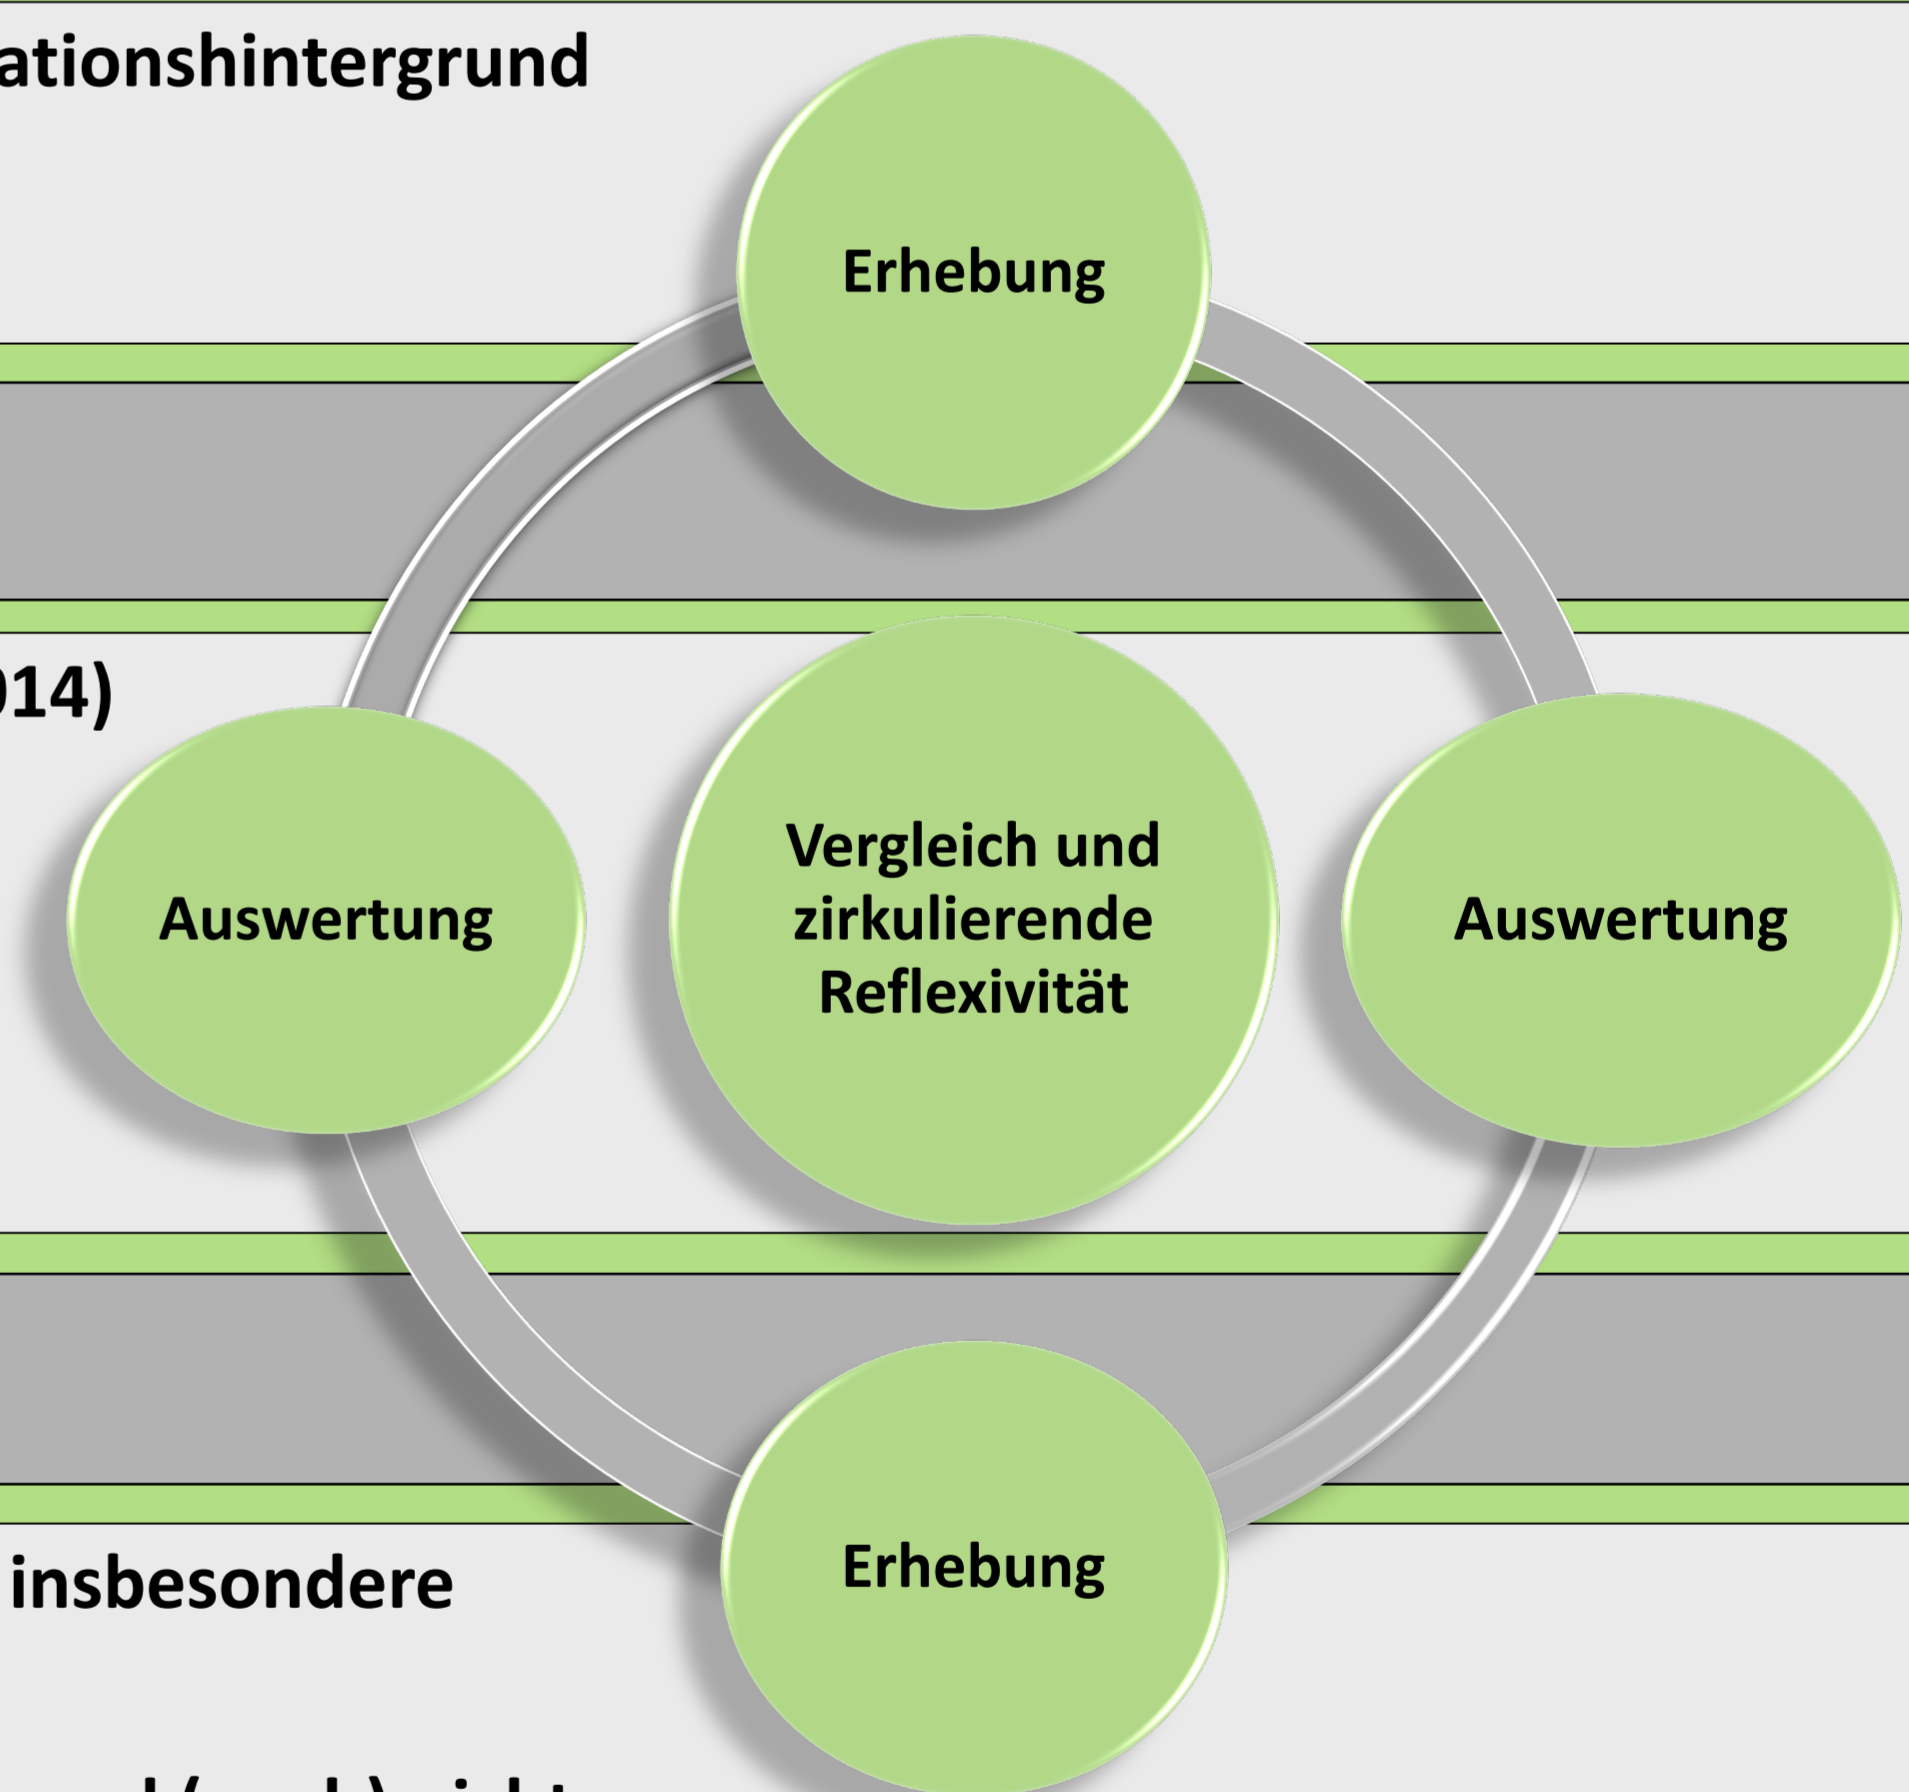 ationshintergrund
Erhebung
014)
Auswertung
Vergleich und
zirkulierende
Reflexivität
Auswertung
insbesondere
Erhebung